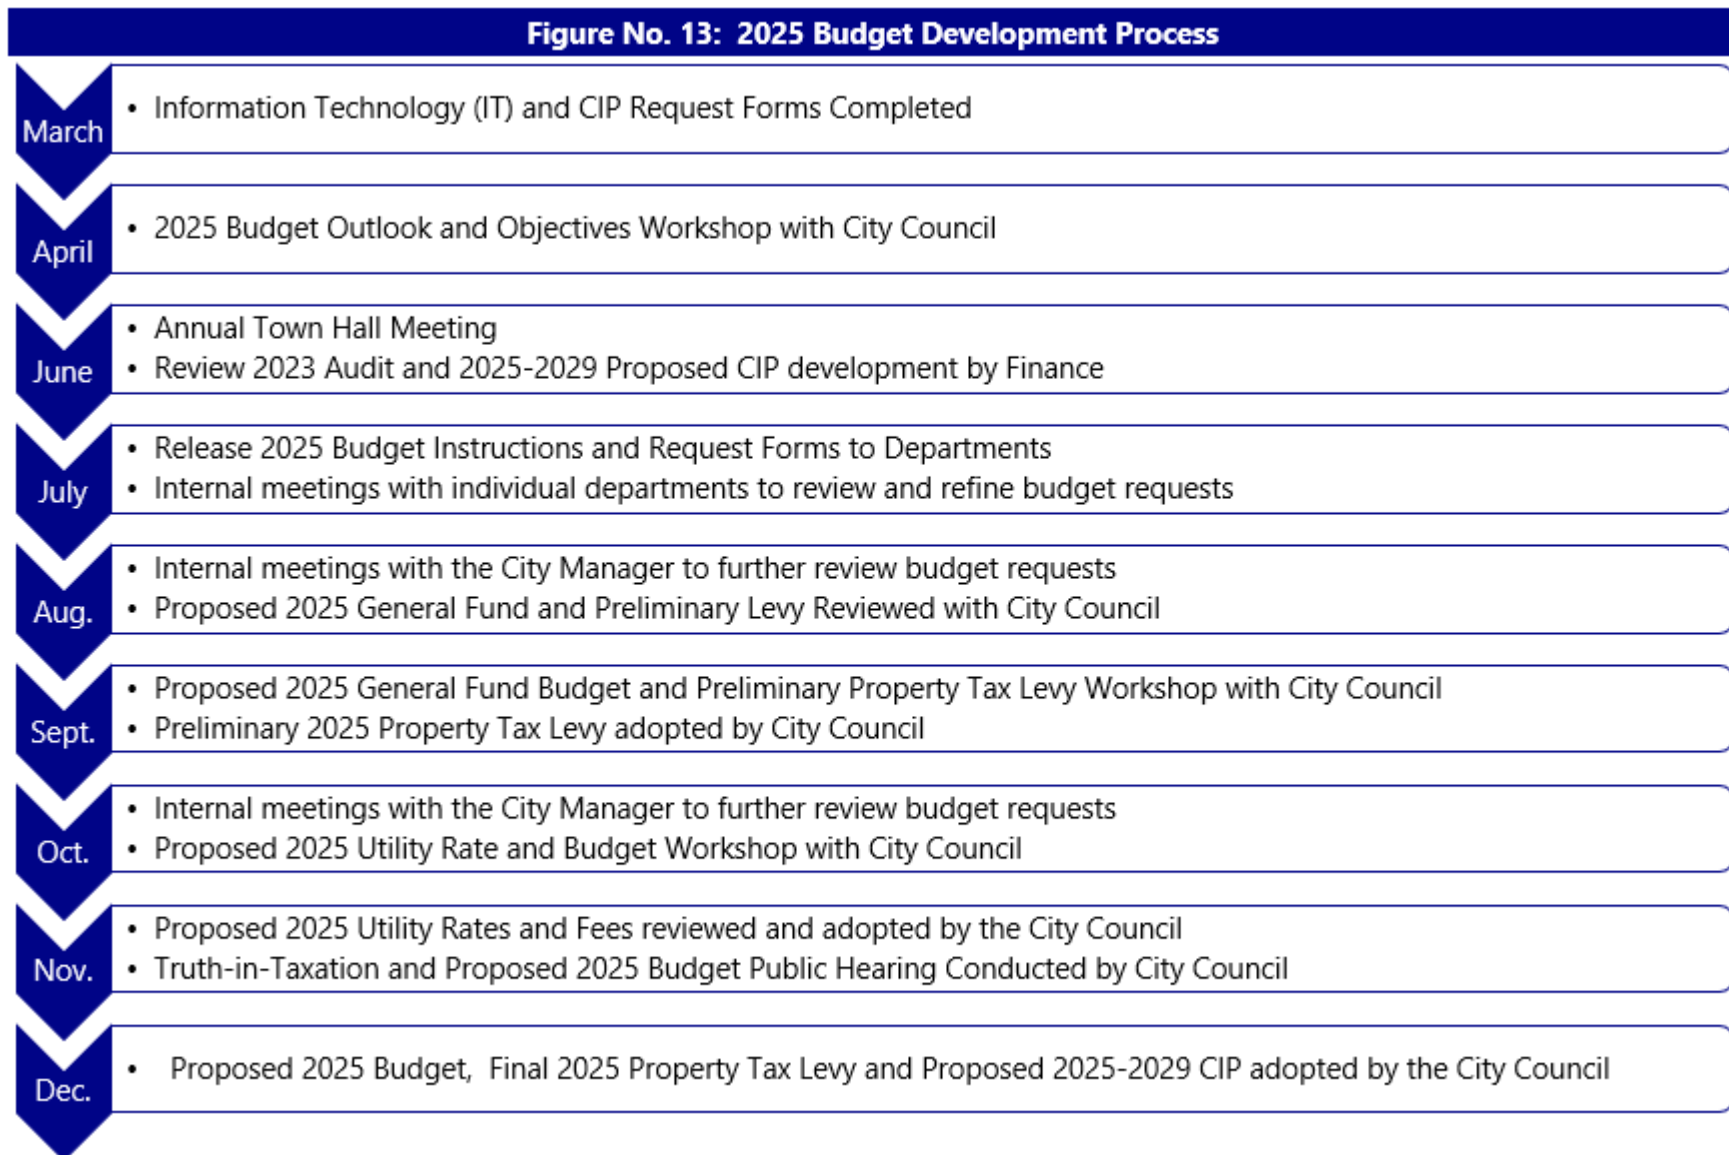 Figure No. 13: 2025 Budget Development Process
March
• Information Technology (IT) and CIP Request Forms Completed
April
• 2025 Budget Outlook and Objectives Workshop with City Council
June
• Annual Town Hall Meeting
• Review 2023 Audit and 2025-2029 Proposed CIP development by Finance
July
• Release 2025 Budget Instructions and Request Forms to Departments
• Internal meetings with individual departments to review and refine budget requests
Aug.
• Internal meetings with the City Manager to further review budget requests
• Proposed 2025 General Fund and Preliminary Levy Reviewed with City Council
Sept.
• Proposed 2025 General Fund Budget and Preliminary Property Tax Levy Workshop with City Council
• Preliminary 2025 Property Tax Levy adopted by City Council
Oct.
• Internal meetings with the City Manager to further review budget requests
• Proposed 2025 Utility Rate and Budget Workshop with City Council
Nov.
• Proposed 2025 Utility Rates and Fees reviewed and adopted by the City Council
• Truth-in-Taxation and Proposed 2025 Budget Public Hearing Conducted by City Council
Dec.
• Proposed 2025 Budget, Final 2025 Property Tax Levy and Proposed 2025-2029 CIP adopted by the City Council